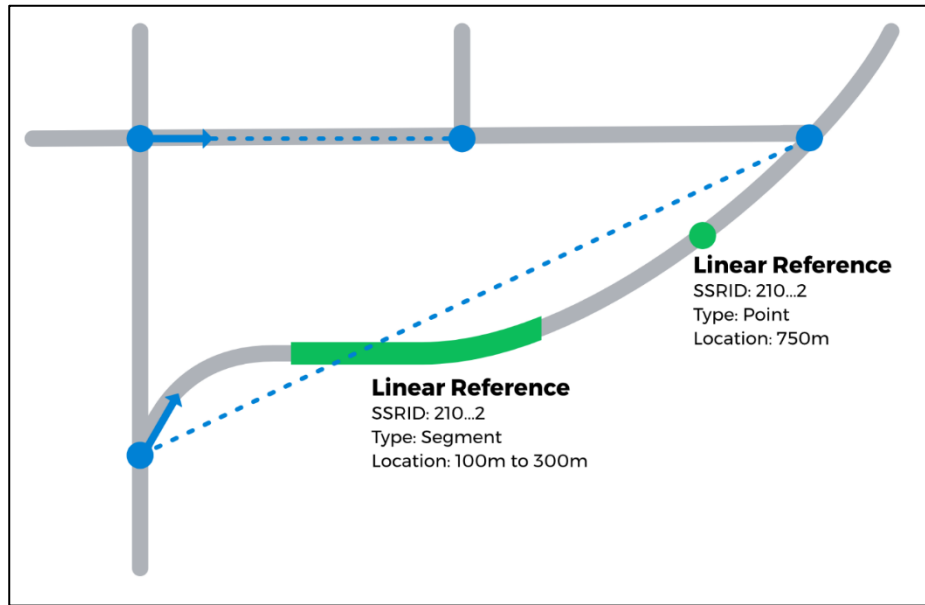 Linear Reference
SSRID: 210...2
Type: Point
Location: 750m
Linear Reference
SSRID: 210...2
Type: Segment
Location: 100m to 300m